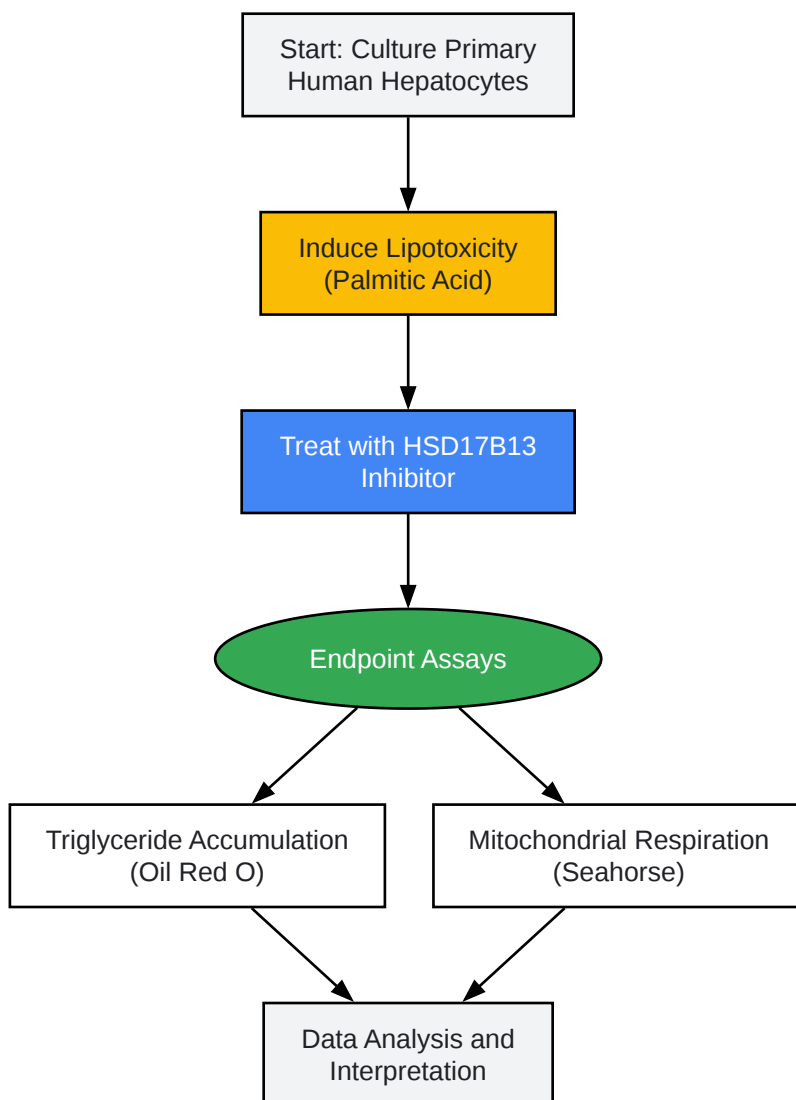 Start: Culture Primary
Human Hepatocytes
Induce Lipotoxicity
(Palmitic Acid)
Treat with HSD17B13
Inhibitor
Endpoint Assays
Triglyceride Accumulation
(Oil Red O)
Mitochondrial Respiration
(Seahorse)
Data Analysis and
Interpretation